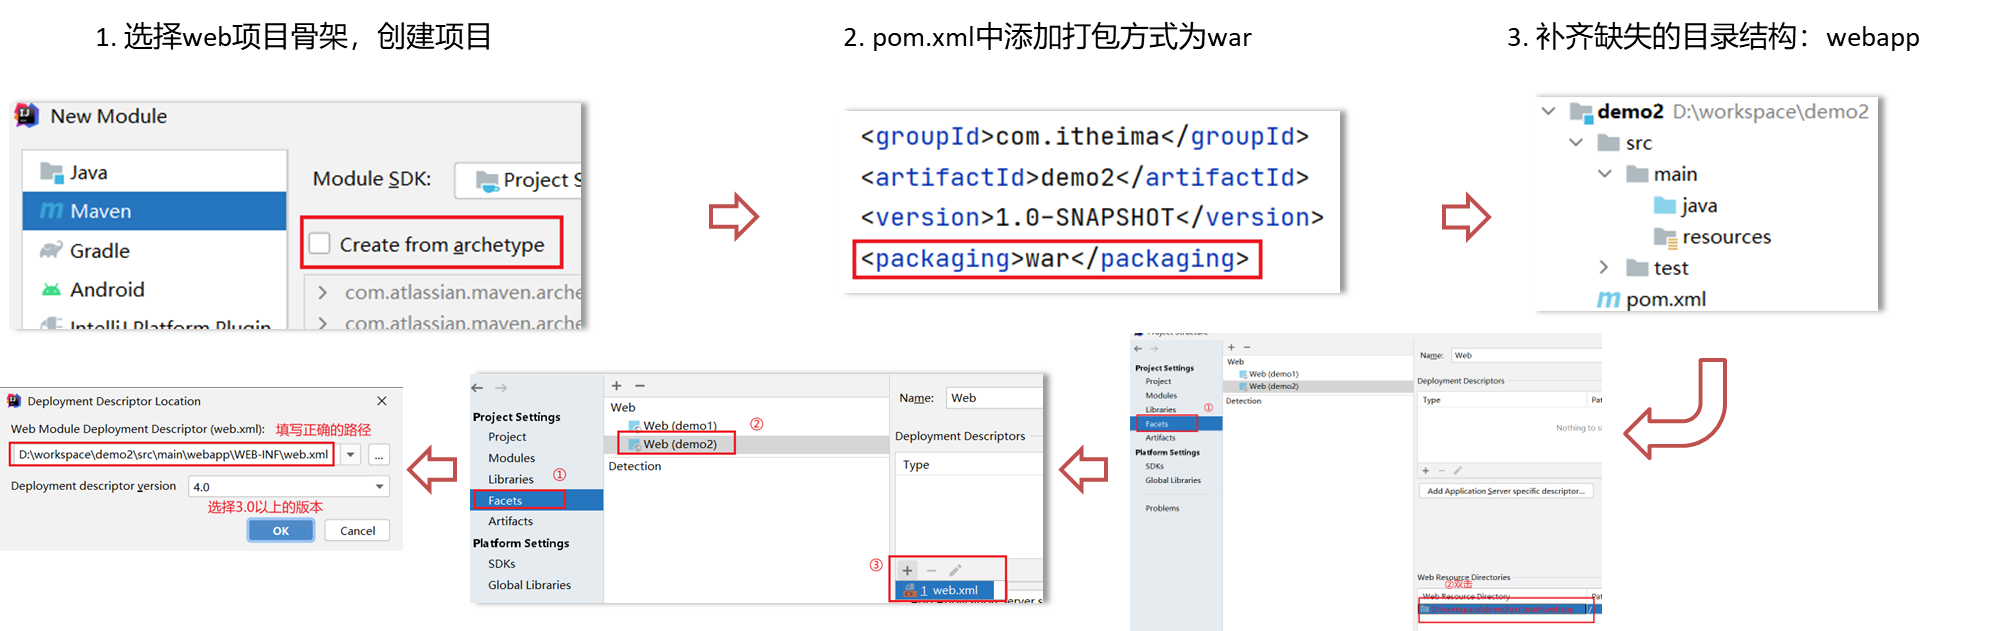 1. 选择web项目骨架，创建项目
2. pom.xml中添加打包方式为war
3. 补齐缺失的目录结构：webapp
New Module
Java
Maven
Gradle
Android
IntelliJ Platform Plugin
Module SDK:
Project S
Create from archetype
com.atlassian.maven.arche
com.atlassian.maven.arche
<groupId>com.itheima</groupId>
<artifactId>demo2</artifactId>
<version>1.0-SNAPSHOT</version>
<packaging>war</packaging>
demo2 D:\workspace\demo2
src
main
java
resources
test
pom.xml
Project Structure
Project Settings
Project
Modules
Libraries
①
Facets
Artifacts
Platform Settings
SDKs
Global Libraries
Problems
Web
Web (demo1)
Web (demo2)
Detection
Name: Web
Deployment Descriptors
Type
Nothing to s
Add Application Server specific descriptor...
Web Resource Directories
②双击
Web Resource Directory
D:\workspace\demo2\src\main\webapp
/
Project Settings
Project
Modules
Libraries
①
Facets
Artifacts
Platform Settings
SDKs
Global Libraries
Web
Web (demo1)
②
Web (demo2)
Detection
Name: Web
Deployment Descriptors
Type
③
1 web.xml
Deployment Descriptor Location
Web Module Deployment Descriptor (web.xml): 填写正确的路径
D:\workspace\demo2\src\main\webapp\WEB-INF\web.xml
...
Deployment descriptor version 4.0
选择3.0以上的版本
OK
Cancel